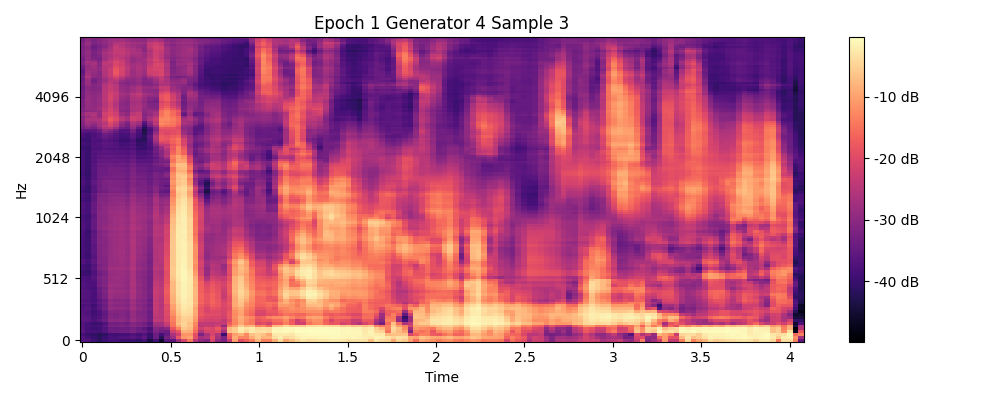 Epoch 1 Generator 4 Sample 3
Hz
4096
2048
1024
512
0
0 0.5 1 1.5 2 2.5 3 3.5 4
Time
-10 dB
-20 dB
-30 dB
-40 dB